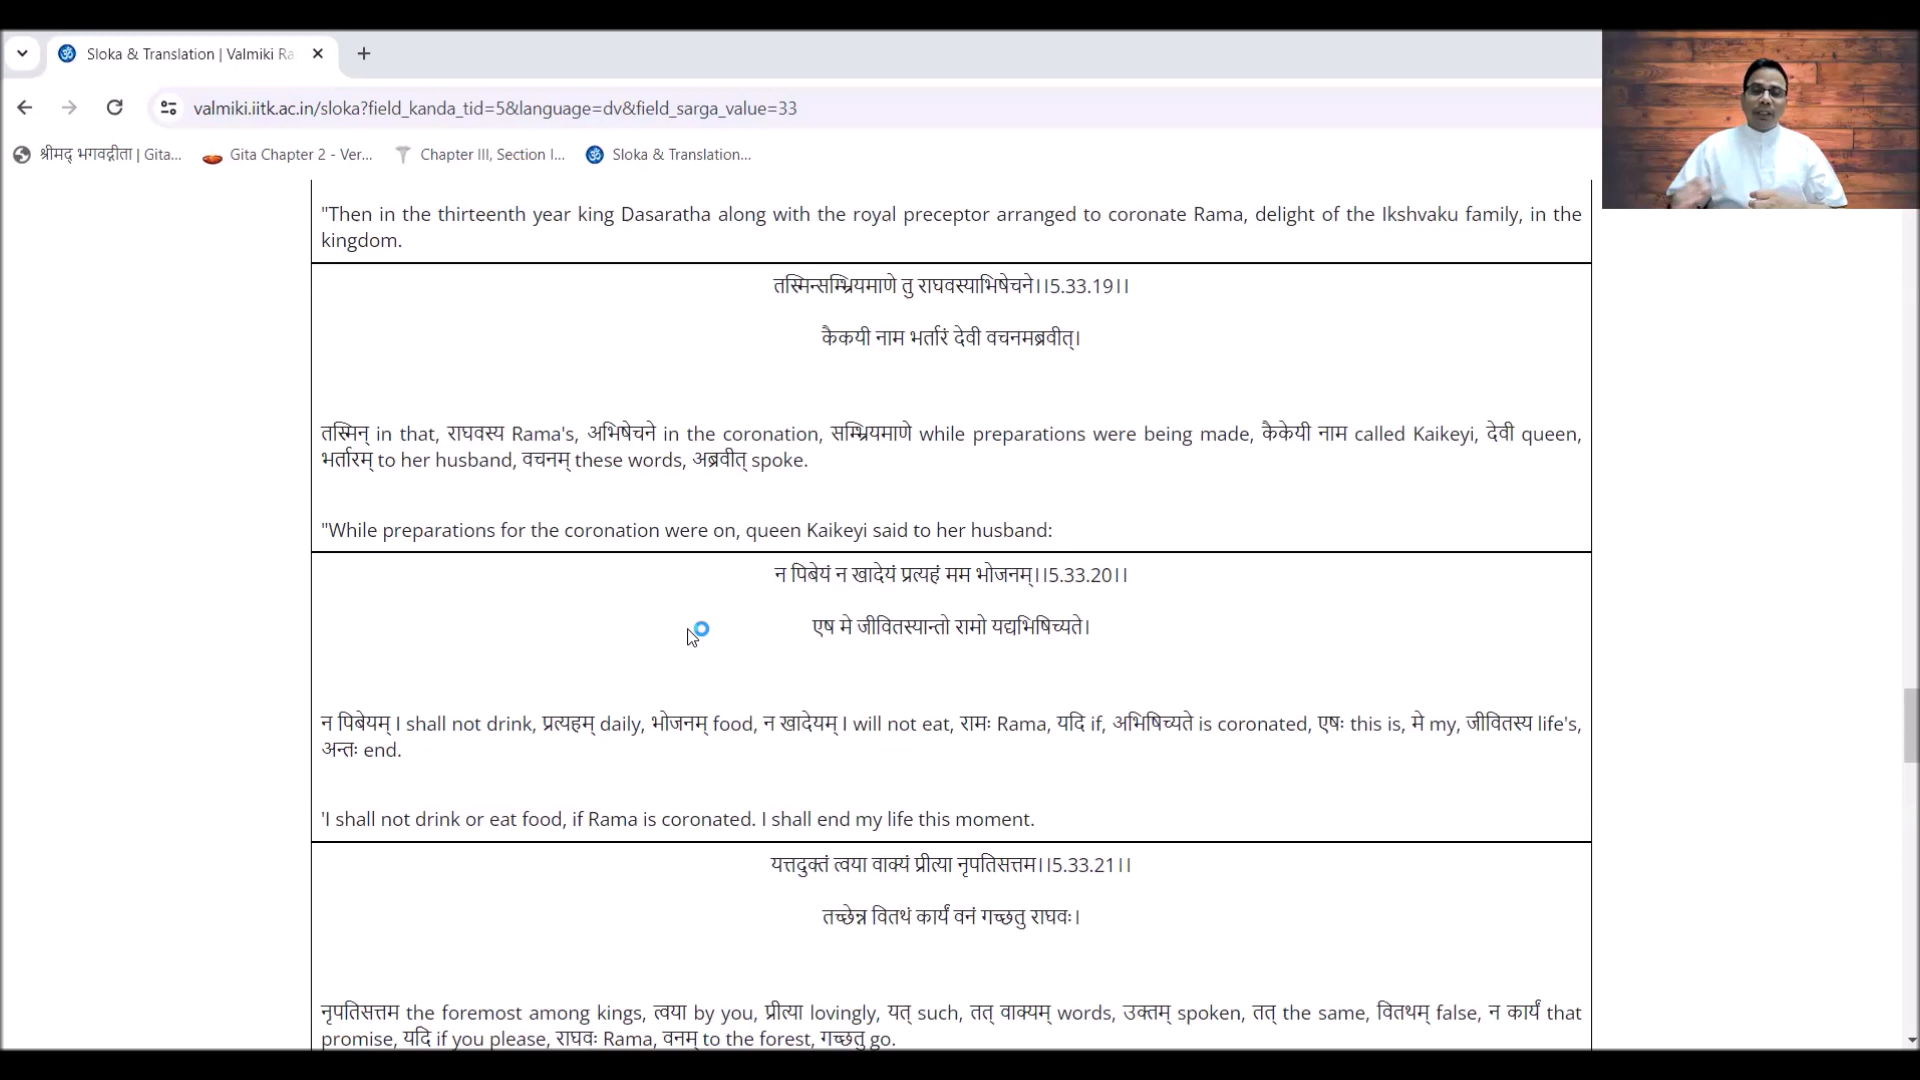 Sloka & Translation | Valmiki Ra
valmiki.iitk.ac.in/sloka?field_kanda_tid=5&language=dv&field_sarga_value=33
श्रीमद् भगवद्गीता | Gita... Gita Chapter 2 - Ver... Chapter III, Section I... Sloka & Translation...
"Then in the thirteenth year king Dasaratha along with the royal preceptor arranged to coronate Rama, delight of the Ikshvaku family, in the
kingdom.
तस्मिन्सम्भ्रियमाणे तु राघवस्याभिषेचने।।5.33.19।।
कैकयी नाम भर्तारं देवी वचनमब्रवीत्।
तस्मिन् in that, राघवस्य Rama's, अभिषेचने in the coronation, सम्भ्रियमाणे while preparations were being made, कैकेयी नाम called Kaikeyi, देवी queen,
भर्तारम् to her husband, वचनम् these words, अब्रवीत् spoke.
"While preparations for the coronation were on, queen Kaikeyi said to her husband:
न पिबेयं न खादेयं प्रत्यहं मम भोजनम्।।5.33.20।।
एष मे जीवितस्यान्तो रामो यद्यभिषिच्यते।
न पिबेयम् I shall not drink, प्रत्यहम् daily, भोजनम् food, न खादेयम् I will not eat, रामः Rama, यदि if, अभिषिच्यते is coronated, एषः this is, मे my, जीवितस्य life's,
अन्तः end.
'I shall not drink or eat food, if Rama is coronated. I shall end my life this moment.
यत्तदुक्तं त्वया वाक्यं प्रीत्या नृपतिसत्तम।।5.33.21।।
तच्छेन्न वितथं कार्यं वनं गच्छतु राघवः।
नृपतिसत्तम the foremost among kings, त्वया by you, प्रीत्या lovingly, यत् such, तत् वाक्यम् words, उक्तम् spoken, तत् the same, वितथम् false, न कार्यं that
promise, यदि if you please, राघवः Rama, वनम् to the forest, गच्छतु go.